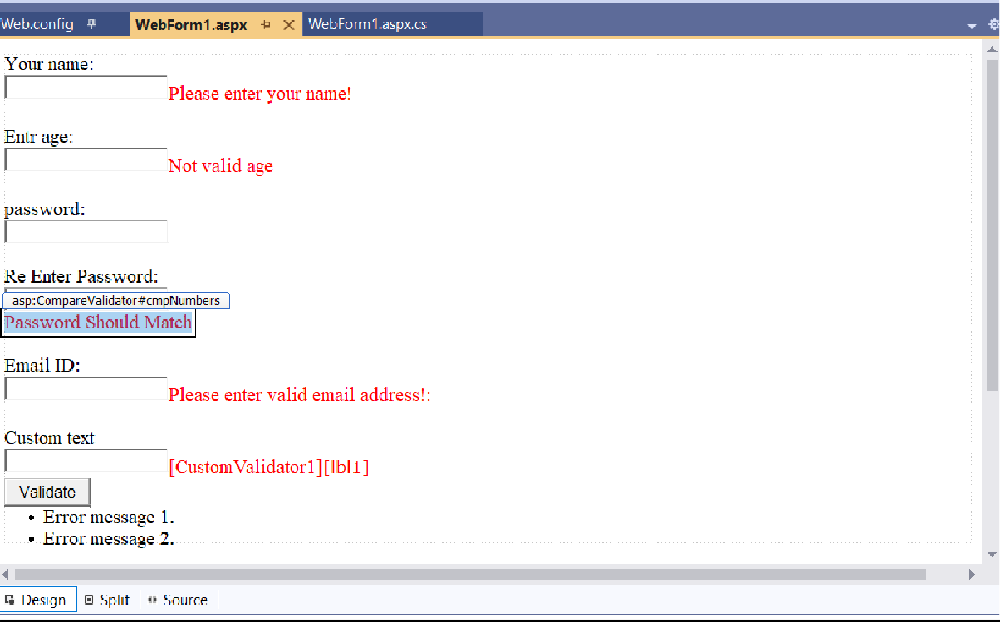 Web.config WebForm1.aspx WebForm1.aspx.cs
Your name:
Please enter your name!
Entr age:
Not valid age
password:
Re Enter Password:
asp:CompareValidator#cmpNumbers
Password Should Match
Email ID:
Please enter valid email address!:
Custom text
[CustomValidator1][lbl1]
Validate
Error message 1.
Error message 2.
Design Split Source